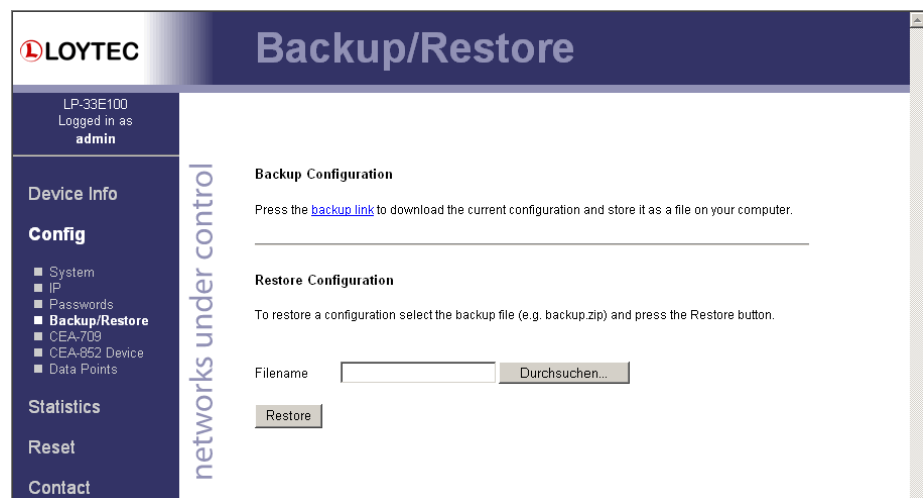 LOYTEC
Backup/Restore
LP-33E100
Logged in as
admin
Device Info
Config
System
IP
Passwords
Backup/Restore
CEA-709
CEA-852 Device
Data Points
Statistics
Reset
Contact
networks under control
Backup Configuration
Press the backup link to download the current configuration and store it as a file on your computer.
Restore Configuration
To restore a configuration select the backup file (e.g. backup.zip) and press the Restore button.
Filename
Durchsuchen...
Restore